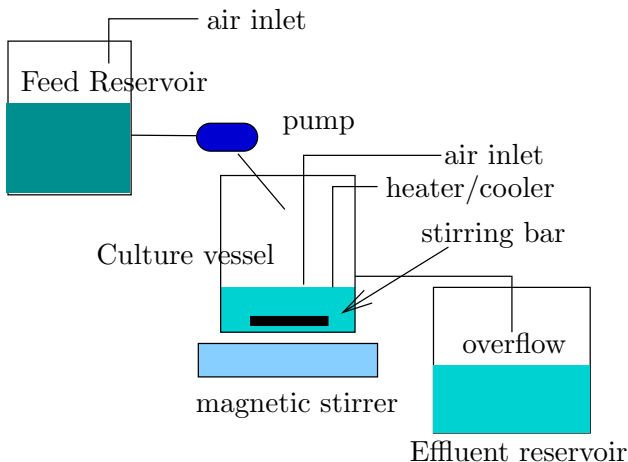 air inlet
Feed Reservoir
pump
air inlet
heater/cooler
stirring bar
Culture vessel
overflow
magnetic stirrer
Effluent reservoir